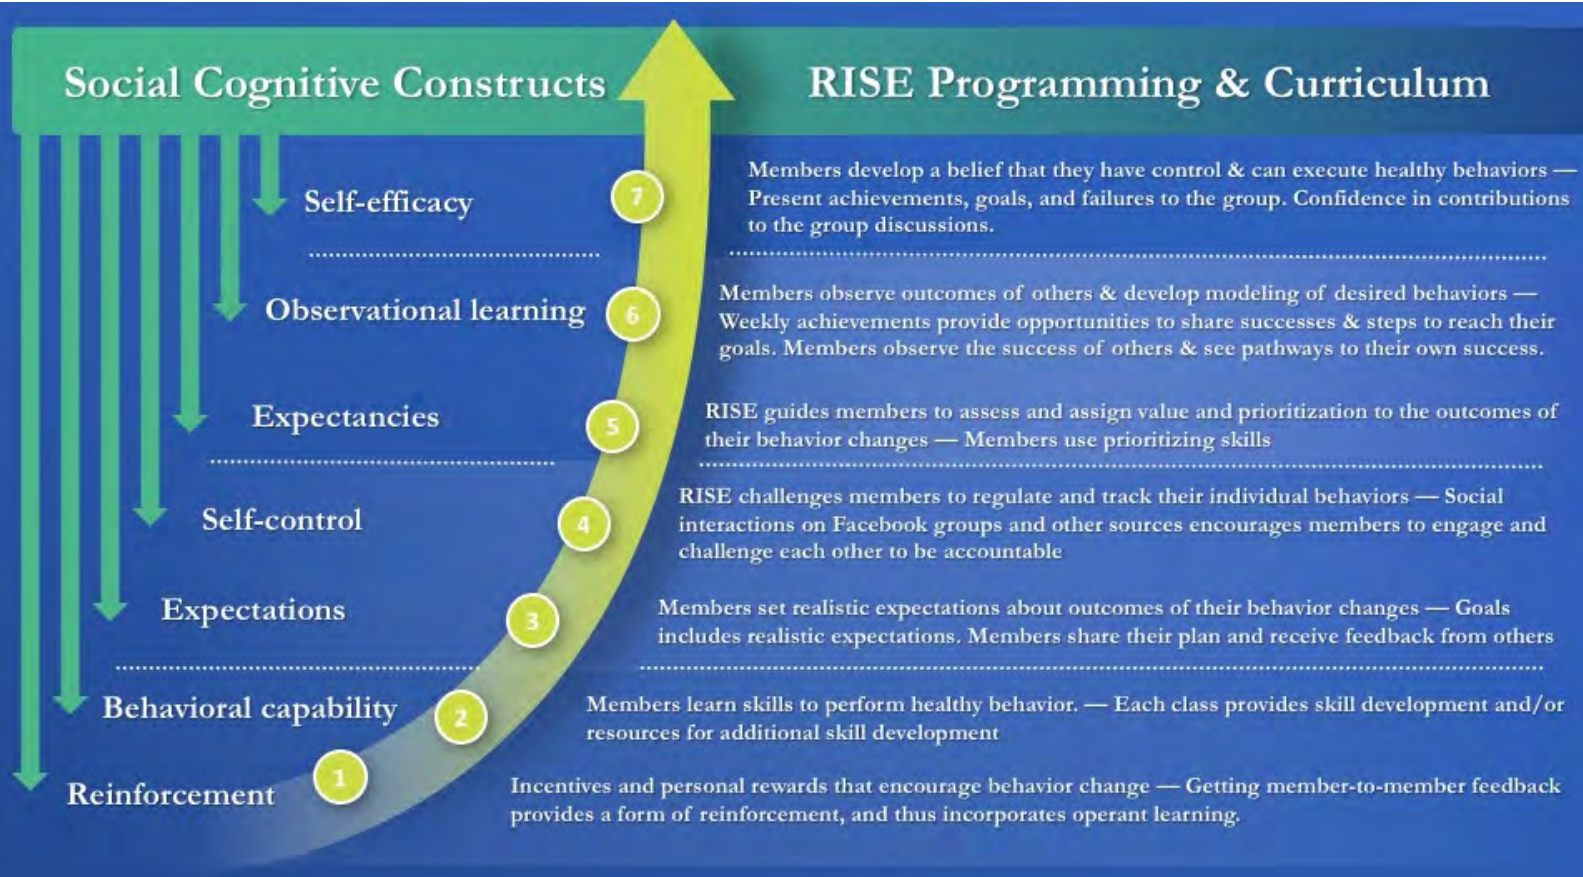 Social Cognitive Constructs
RISE Programming & Curriculum
Self-efficacy
7
Members develop a belief that they have control & can execute healthy behaviors —
Present achievements, goals, and failures to the group. Confidence in contributions
to the group discussions.
Observational learning
6
Members observe outcomes of others & develop modeling of desired behaviors —
Weekly achievements provide opportunities to share successes & steps to reach their
goals. Members observe the success of others & see pathways to their own success.
Expectancies
5
RISE guides members to assess and assign value and prioritization to the outcomes of
their behavior changes — Members use prioritizing skills
Self-control
4
RISE challenges members to regulate and track their individual behaviors — Social
interactions on Facebook groups and other sources encourages members to engage and
challenge each other to be accountable
Expectations
3
Members set realistic expectations about outcomes of their behavior changes — Goals
includes realistic expectations. Members share their plan and receive feedback from others
Behavioral capability
2
Members learn skills to perform healthy behavior. — Each class provides skill development and/or
resources for additional skill development
Reinforcement
1
Incentives and personal rewards that encourage behavior change — Getting member-to-member feedback
provides a form of reinforcement, and thus incorporates operant learning.